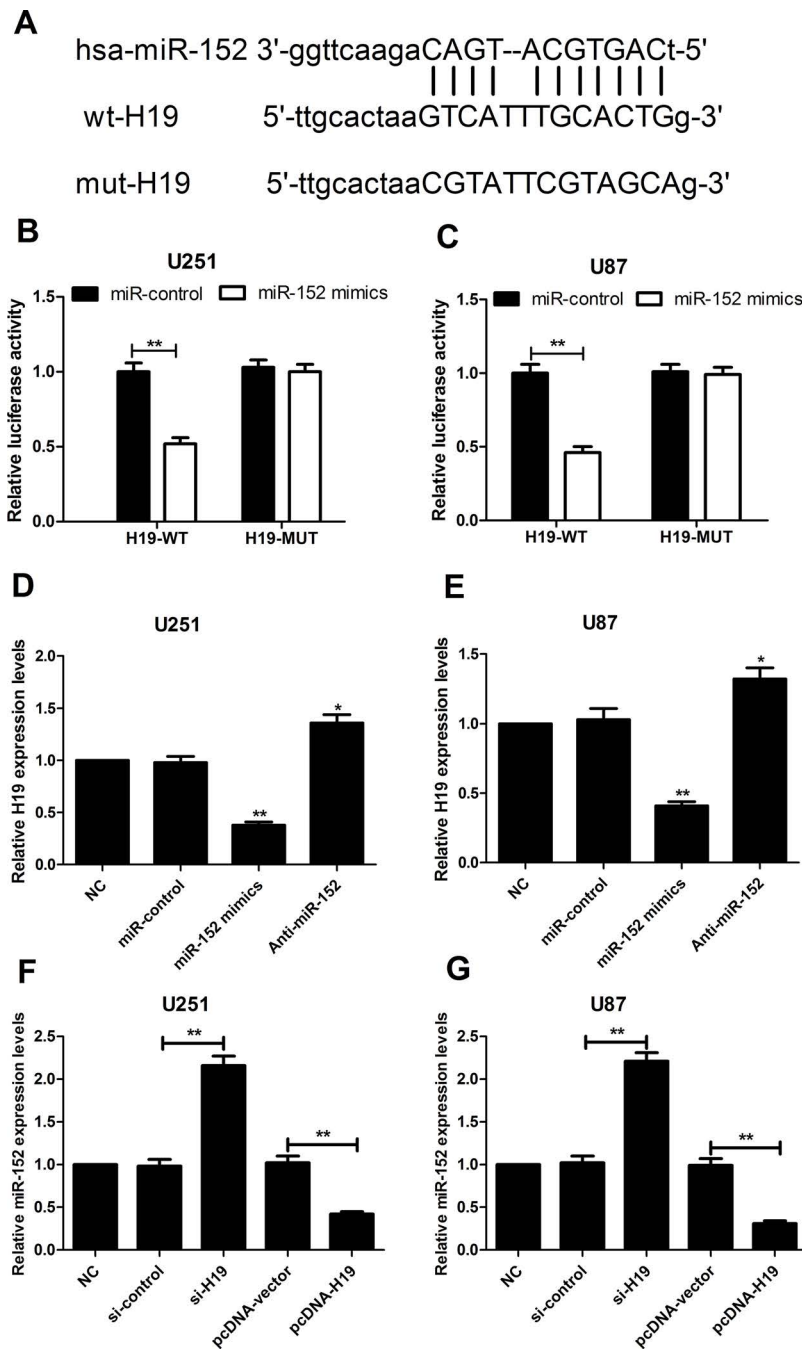 A
hsa-miR-152 3'-ggttcaagaCAGT--ACGTGACt-5'
wt-H19 5'-ttgcactaaGTCATTTGCACTGg-3'
mut-H19 5'-ttgcactaaCGTATTCGTAGCAg-3'
B
U251
miR-control miR-152 mimics
Relative luciferase activity
1.5
1.0
0.5
0.0
**
H19-WT H19-MUT
C
U87
miR-control miR-152 mimics
Relative luciferase activity
1.5
1.0
0.5
0.0
**
H19-WT H19-MUT
D
U251
Relative H19 expression levels
2.0
1.5
1.0
0.5
0.0
**
*
NC miR-control miR-152 mimics Anti-miR-152
E
U87
Relative H19 expression levels
1.5
1.0
0.5
0.0
**
*
NC miR-control miR-152 mimics Anti-miR-152
F
U251
Relative miR-152 expression levels
2.5
2.0
1.5
1.0
0.5
0.0
**
**
NC si-control si-H19 pcDNA-vector pcDNA-H19
G
U87
Relative miR-152 expression levels
2.5
2.0
1.5
1.0
0.5
0.0
**
**
NC si-control si-H19 pcDNA-vector pcDNA-H19